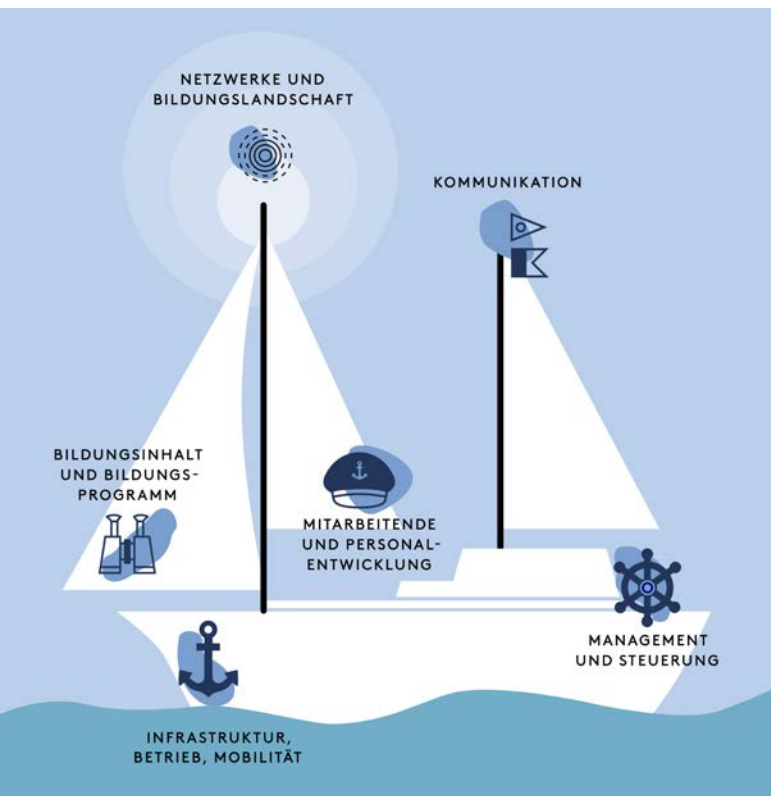 NETZWERKE UND
BILDUNGSLANDSCHAFT
KOMMUNIKATION
BILDUNGSINHALT
UND BILDUNGS-
PROGRAMM
MITARBEITENDE
UND PERSONAL-
ENTWICKLUNG
MANAGEMENT
UND STEUERUNG
INFRASTRUKTUR,
BETRIEB, MOBILITÄT